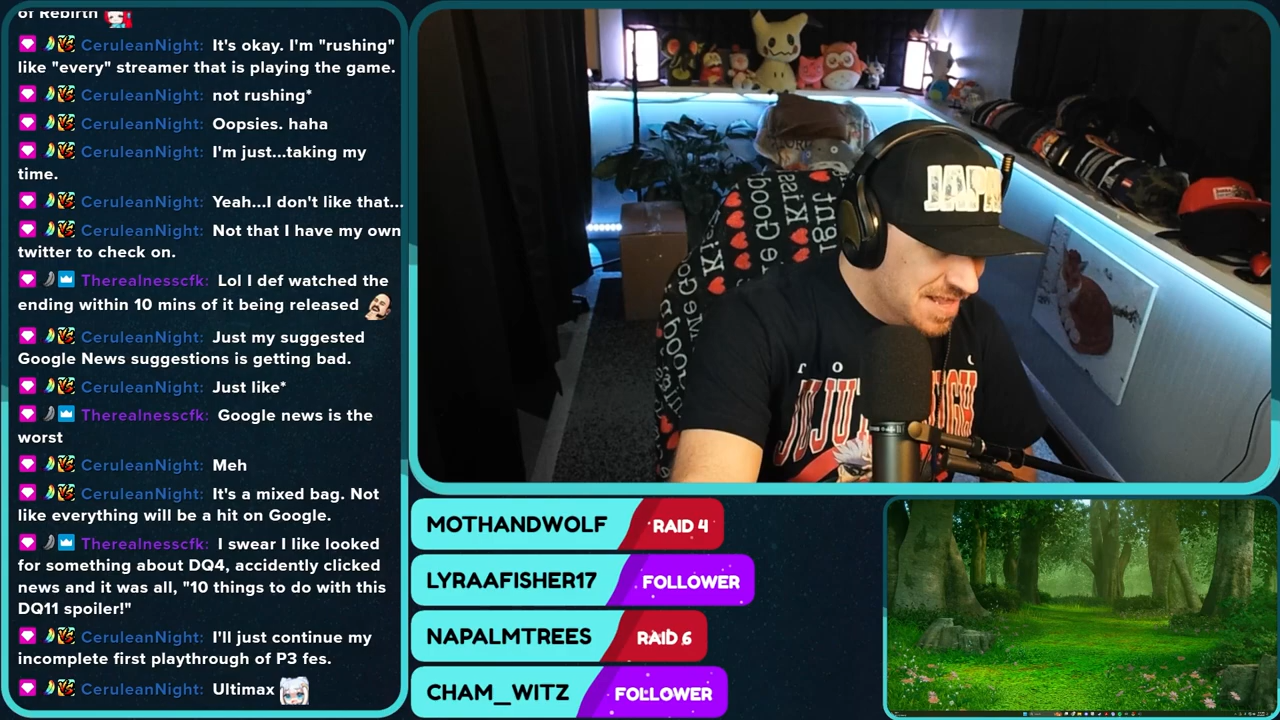 of Rebirth
CeruleanNight: It's okay. I'm "rushing"
like "every" streamer that is playing the game.
CeruleanNight: not rushing*
CeruleanNight: Oopsies. haha
CeruleanNight: I'm just...taking my
time.
CeruleanNight: Yeah...I don't like that...
CeruleanNight: Not that I have my own
twitter to check on.
Therealnesscfk: Lol I def watched the
ending within 10 mins of it being released
CeruleanNight: Just my suggested
Google News suggestions is getting bad.
CeruleanNight: Just like*
Therealnesscfk: Google news is the
worst
CeruleanNight: Meh
CeruleanNight: It's a mixed bag. Not
like everything will be a hit on Google.
Therealnesscfk: I swear I like looked
for something about DQ4, accidently clicked
news and it was all, "10 things to do with this
DQ11 spoiler!"
CeruleanNight: I'll just continue my
incomplete first playthrough of P3 fes.
CeruleanNight: Ultimax
MOTHANDWOLF RAID 4
LYRAAFISHER17 FOLLOWER
NAPALMTREES RAID 6
CHAM_WITZ FOLLOWER